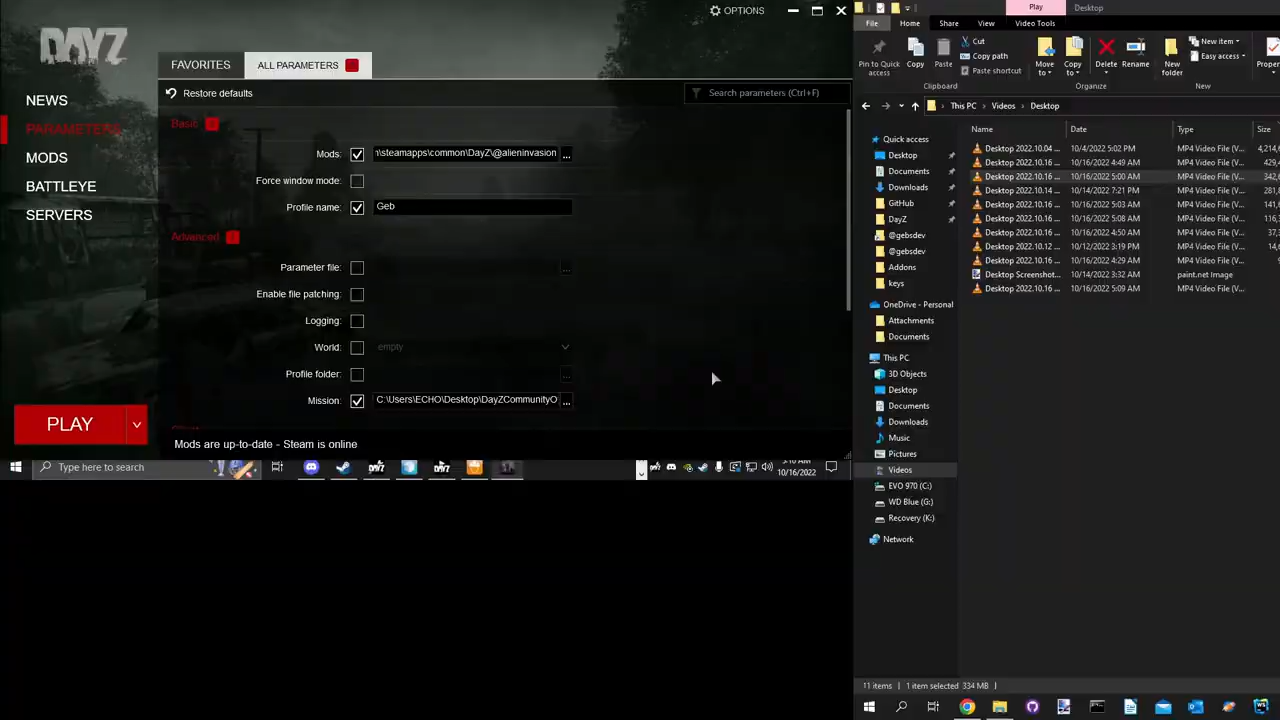 DAYZ
OPTIONS
FAVORITES
ALL PARAMETERS
Restore defaults
Search parameters (Ctrl+F)
NEWS
PARAMETERS
MODS
BATTLEYE
SERVERS
Basic
Mods:
\steamapps\common\DayZ\@alieninvasion
...
Force window mode:
Profile name:
Geb
Advanced
Parameter file:
...
Enable file patching:
Logging:
World:
empty
Profile folder:
...
Mission:
C:\Users\ECHO\Desktop\DayZCommunityO
...
PLAY
Mods are up-to-date - Steam is online
Type here to search
10/16/2022
Play
Desktop
File
Home
Share
View
Video Tools
Pin to Quick access
Copy
Paste
Cut
Copy path
Paste shortcut
Clipboard
Move to
Copy to
Delete
Rename
Organize
New folder
New item
Easy access
New
This PC
Videos
Desktop
Name
Date
Type
Size
Desktop 2022.10.04 ... 10/4/2022 5:02 PM MP4 Video File (V... 4,214,
Desktop 2022.10.16 ... 10/16/2022 4:49 AM MP4 Video File (V... 429,
Desktop 2022.10.16 ... 10/16/2022 5:00 AM MP4 Video File (V... 342,
Desktop 2022.10.14 ... 10/14/2022 7:21 PM MP4 Video File (V... 281,
Desktop 2022.10.16 ... 10/16/2022 5:03 AM MP4 Video File (V... 141,
Desktop 2022.10.16 ... 10/16/2022 5:08 AM MP4 Video File (V... 116,
Desktop 2022.10.16 ... 10/16/2022 4:50 AM MP4 Video File (V... 37,
Desktop 2022.10.12 ... 10/12/2022 3:19 PM MP4 Video File (V... 14,
Desktop 2022.10.16 ... 10/16/2022 4:29 AM MP4 Video File (V...
Desktop Screenshot... 10/14/2022 3:32 AM paint.net Image
Desktop 2022.10.16 ... 10/16/2022 5:09 AM MP4 Video File (V...
Quick access
Desktop
Documents
Downloads
GitHub
DayZ
@gebsdev
@gebsdev
Addons
keys
OneDrive - Personal
Attachments
Documents
This PC
3D Objects
Desktop
Documents
Downloads
Music
Pictures
Videos
EVO 970 (C:)
WD Blue (G:)
Recovery (K:)
Network
11 items
1 item selected 334 MB